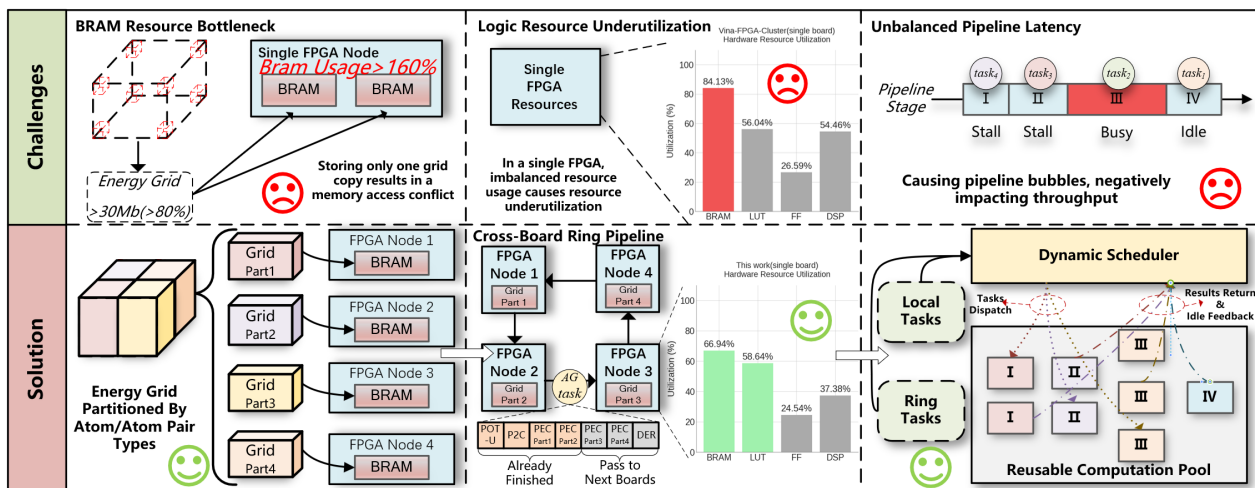 Challenges
BRAM Resource Bottleneck
Single FPGA Node
Bram Usage>160%
BRAM
BRAM
Energy Grid
>30Mb(>80%)
Storing only one grid
copy results in a
memory access conflict
Logic Resource Underutilization
Single
FPGA
Resources
In a single FPGA,
imbalanced resource
usage causes resource
underutilization
Vina-FPGA-Cluster(single board)
Hardware Resource Utilization
Utilization (%)
100
80
60
40
20
0
84.13%
56.04%
26.59%
54.46%
BRAM
LUT
FF
DSP
Unbalanced Pipeline Latency
Pipeline
Stage
task4
task3
task2
task1
I
II
III
IV
Stall
Stall
Busy
Idle
Causing pipeline bubbles, negatively
impacting throughput
Solution
Energy Grid
Partitioned By
Atom/Atom Pair
Types
Grid
Part1
Grid
Part2
Grid
Part3
Grid
Part4
FPGA Node 1
BRAM
FPGA Node 2
BRAM
FPGA Node 3
BRAM
FPGA Node 4
BRAM
Cross-Board Ring Pipeline
FPGA
Node 1
Grid
Part 1
FPGA
Node 4
Grid
Part 4
FPGA
Node 2
Grid
Part 2
AG
task
FPGA
Node 3
Grid
Part 3
POT
-U
P2C
PEC
Part1
PEC
Part2
PEC
Part3
PEC
Part4
DER
Already
Finished
Pass to
Next Boards
This work(single board)
Hardware Resource Utilization
Utilization (%)
100
80
60
40
20
0
66.94%
58.64%
24.54%
37.38%
BRAM
LUT
FF
DSP
Dynamic Scheduler
Local
Tasks
Ring
Tasks
Tasks
Dispatch
Results Return
&
Idle Feedback
III
I
II
I
II
III
IV
III
Reusable Computation Pool